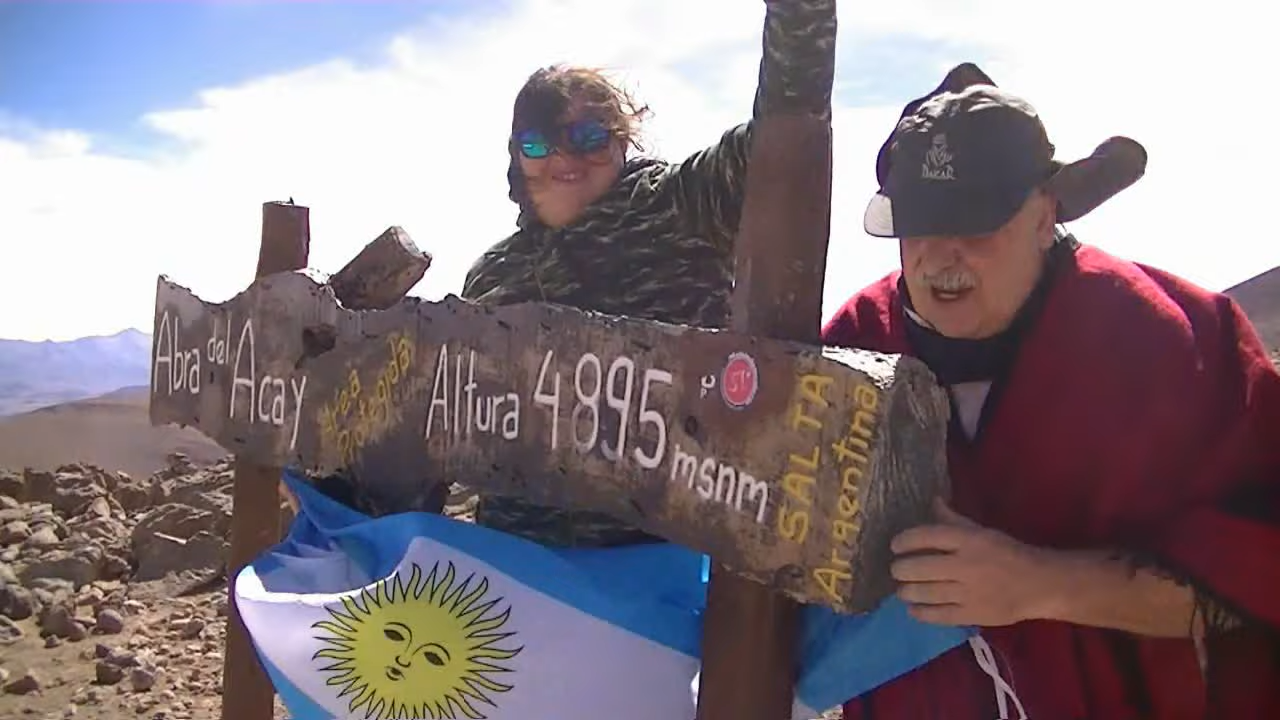 Abra del Acay
Area
Protegida
Altura 4895 msnm
SALTA
Argentina
DAKAR